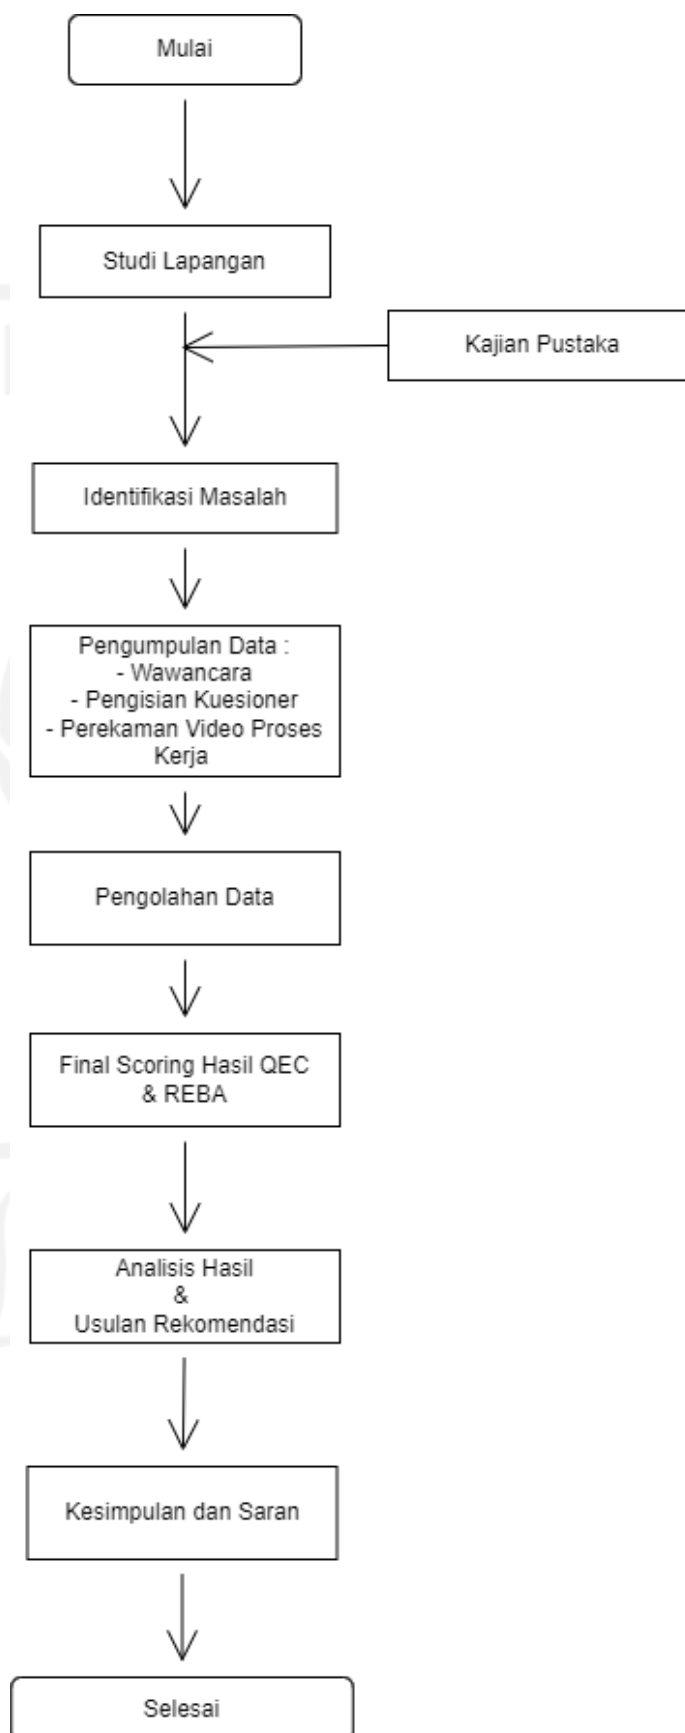 Mulai
Studi Lapangan
Kajian Pustaka
Identifikasi Masalah
Pengumpulan Data :
- Wawancara
- Pengisian Kuesioner
- Perekaman Video Proses
Kerja
Pengolahan Data
Final Scoring Hasil QEC
& REBA
Analisis Hasil
&
Usulan Rekomendasi
Kesimpulan dan Saran
Selesai